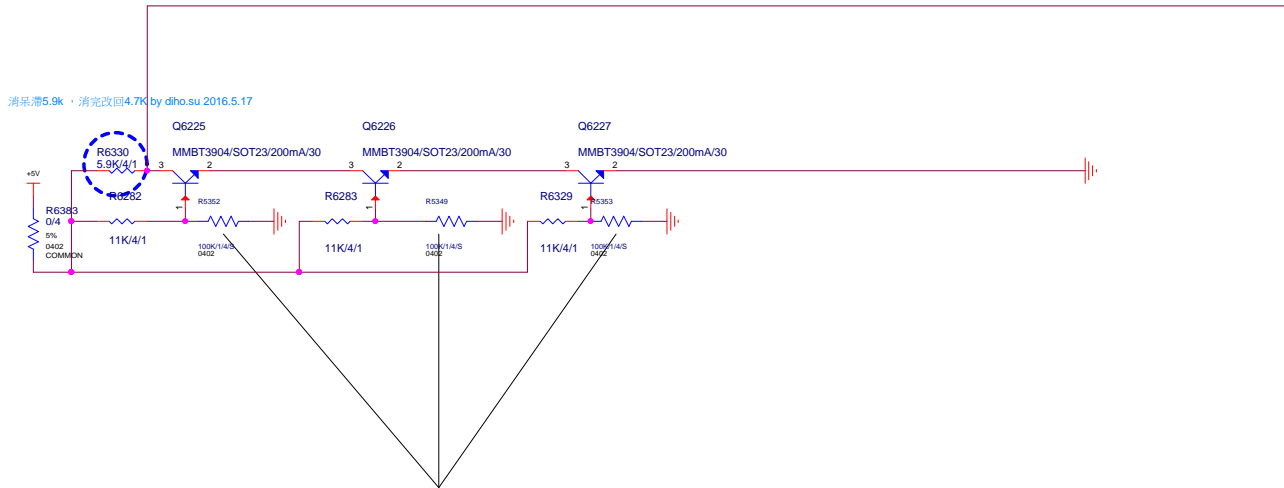 消呆滯5.9k ，消完改回4.7K by diho.su 2016.5.17
Q6225
Q6226
Q6227
R6330
5.9K/4/1
MMBT3904/SOT23/200mA/30
MMBT3904/SOT23/200mA/30
MMBT3904/SOT23/200mA/30
3
2
3
2
3
2
+5V
R6282
R5352
R6283
R5349
R6329
R5353
1
1
1
R6383
0/4
5%
0402
COMMON
11K/4/1
100K/1/4/S
0402
11K/4/1
100K/1/4/S
0402
11K/4/1
100K/1/4/S
0402